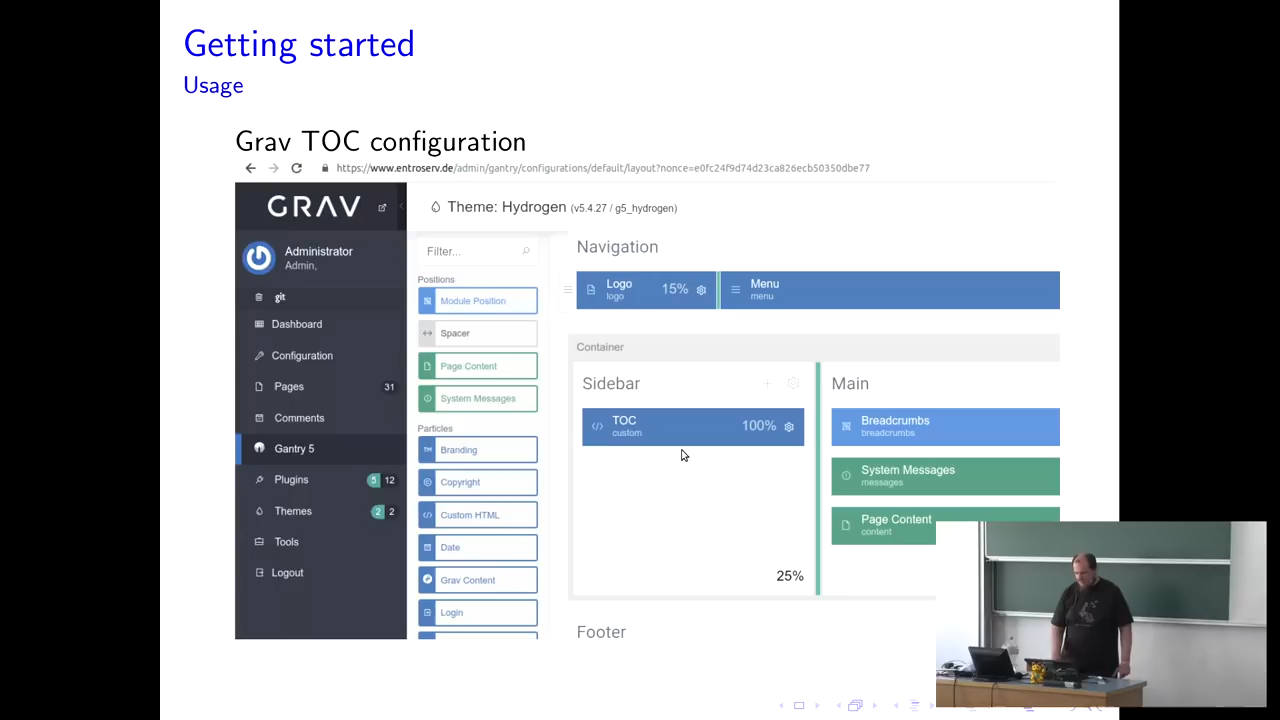 Getting started
Usage
Grav TOC configuration
https://www.entroserv.de/admin/gantry/configurations/default/layout?nonce=e0fc24f9d74d23ca826ecb50350dbe77
GRAV
Theme: Hydrogen (v5.4.27 / g5_hydrogen)
Administrator
Admin,
git
Dashboard
Configuration
Pages 31
Comments
Gantry 5
Plugins 5 12
Themes 2 2
Tools
Logout
Filter...
Positions
Module Position
Spacer
Page Content
System Messages
Particles
TM Branding
Copyright
Custom HTML
Date
Grav Content
Login
Navigation
Logo 15%
logo
Menu
menu
Container
Sidebar
TOC 100%
custom
25%
Main
Breadcrumbs
breadcrumbs
System Messages
messages
Page Content
content
Footer